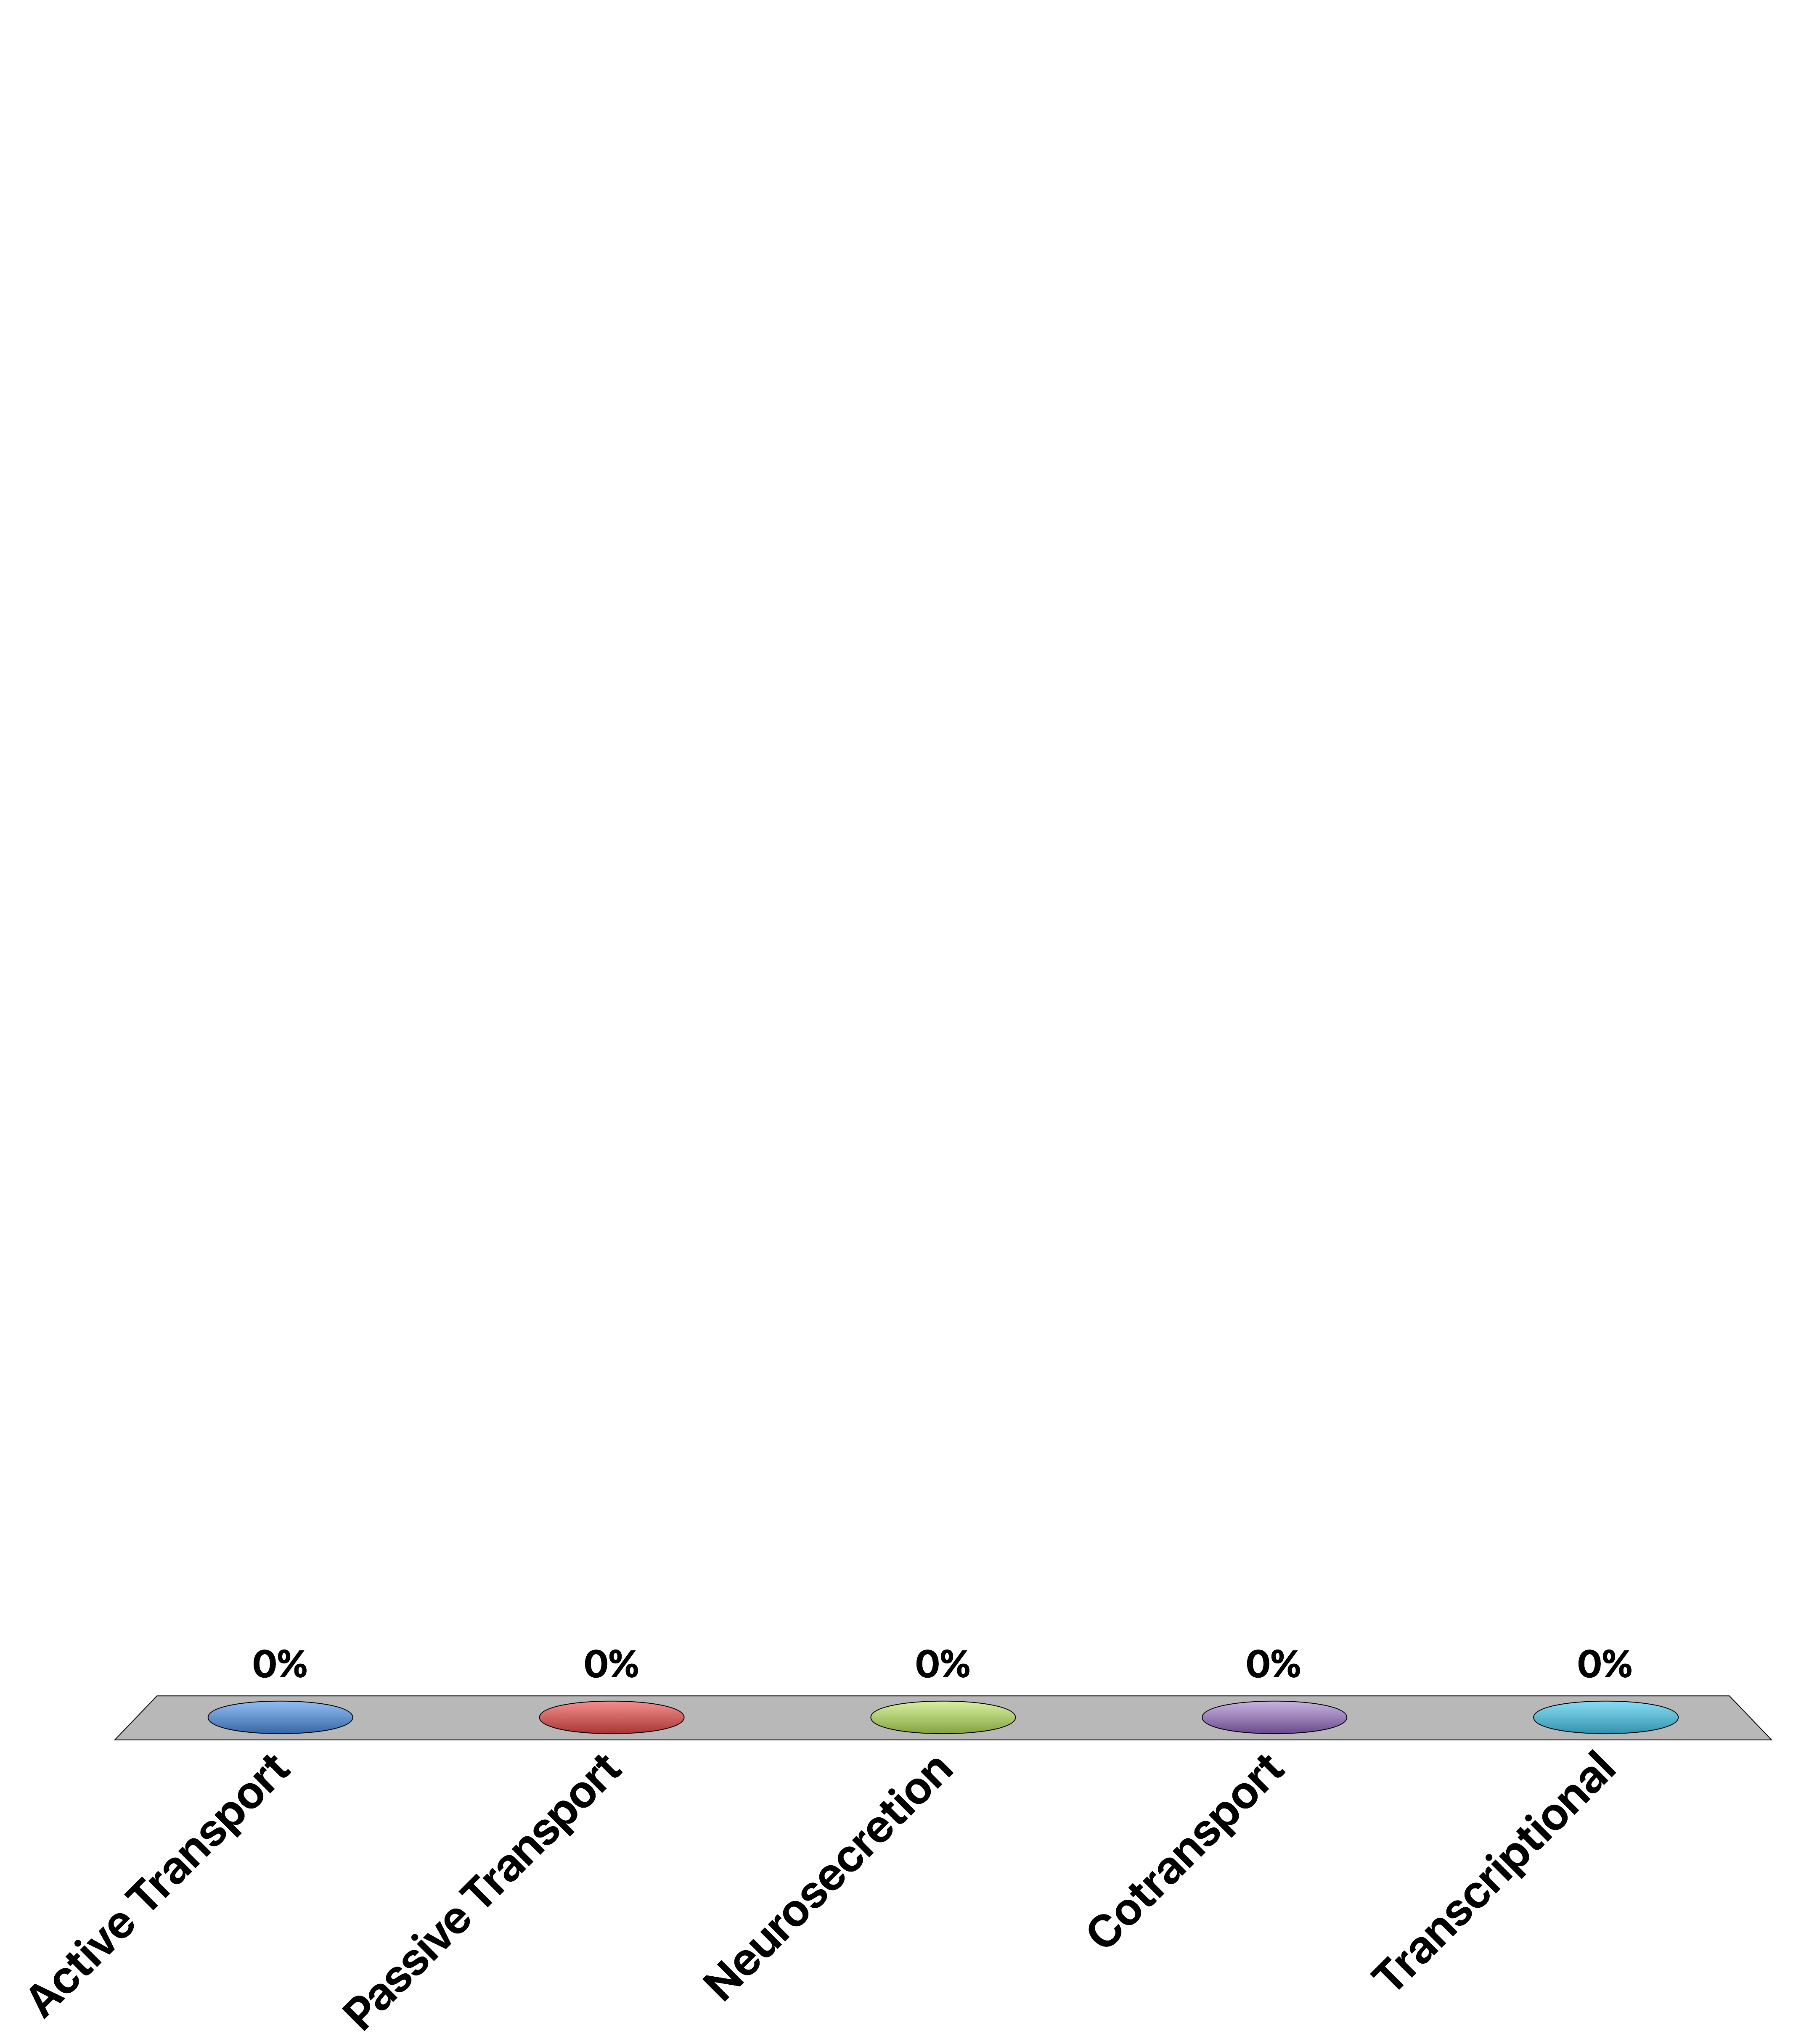 0% 0% 0% 0% 0%
Active Transport
Passive Transport
Neurosecretion
Cotransport
Transcriptional